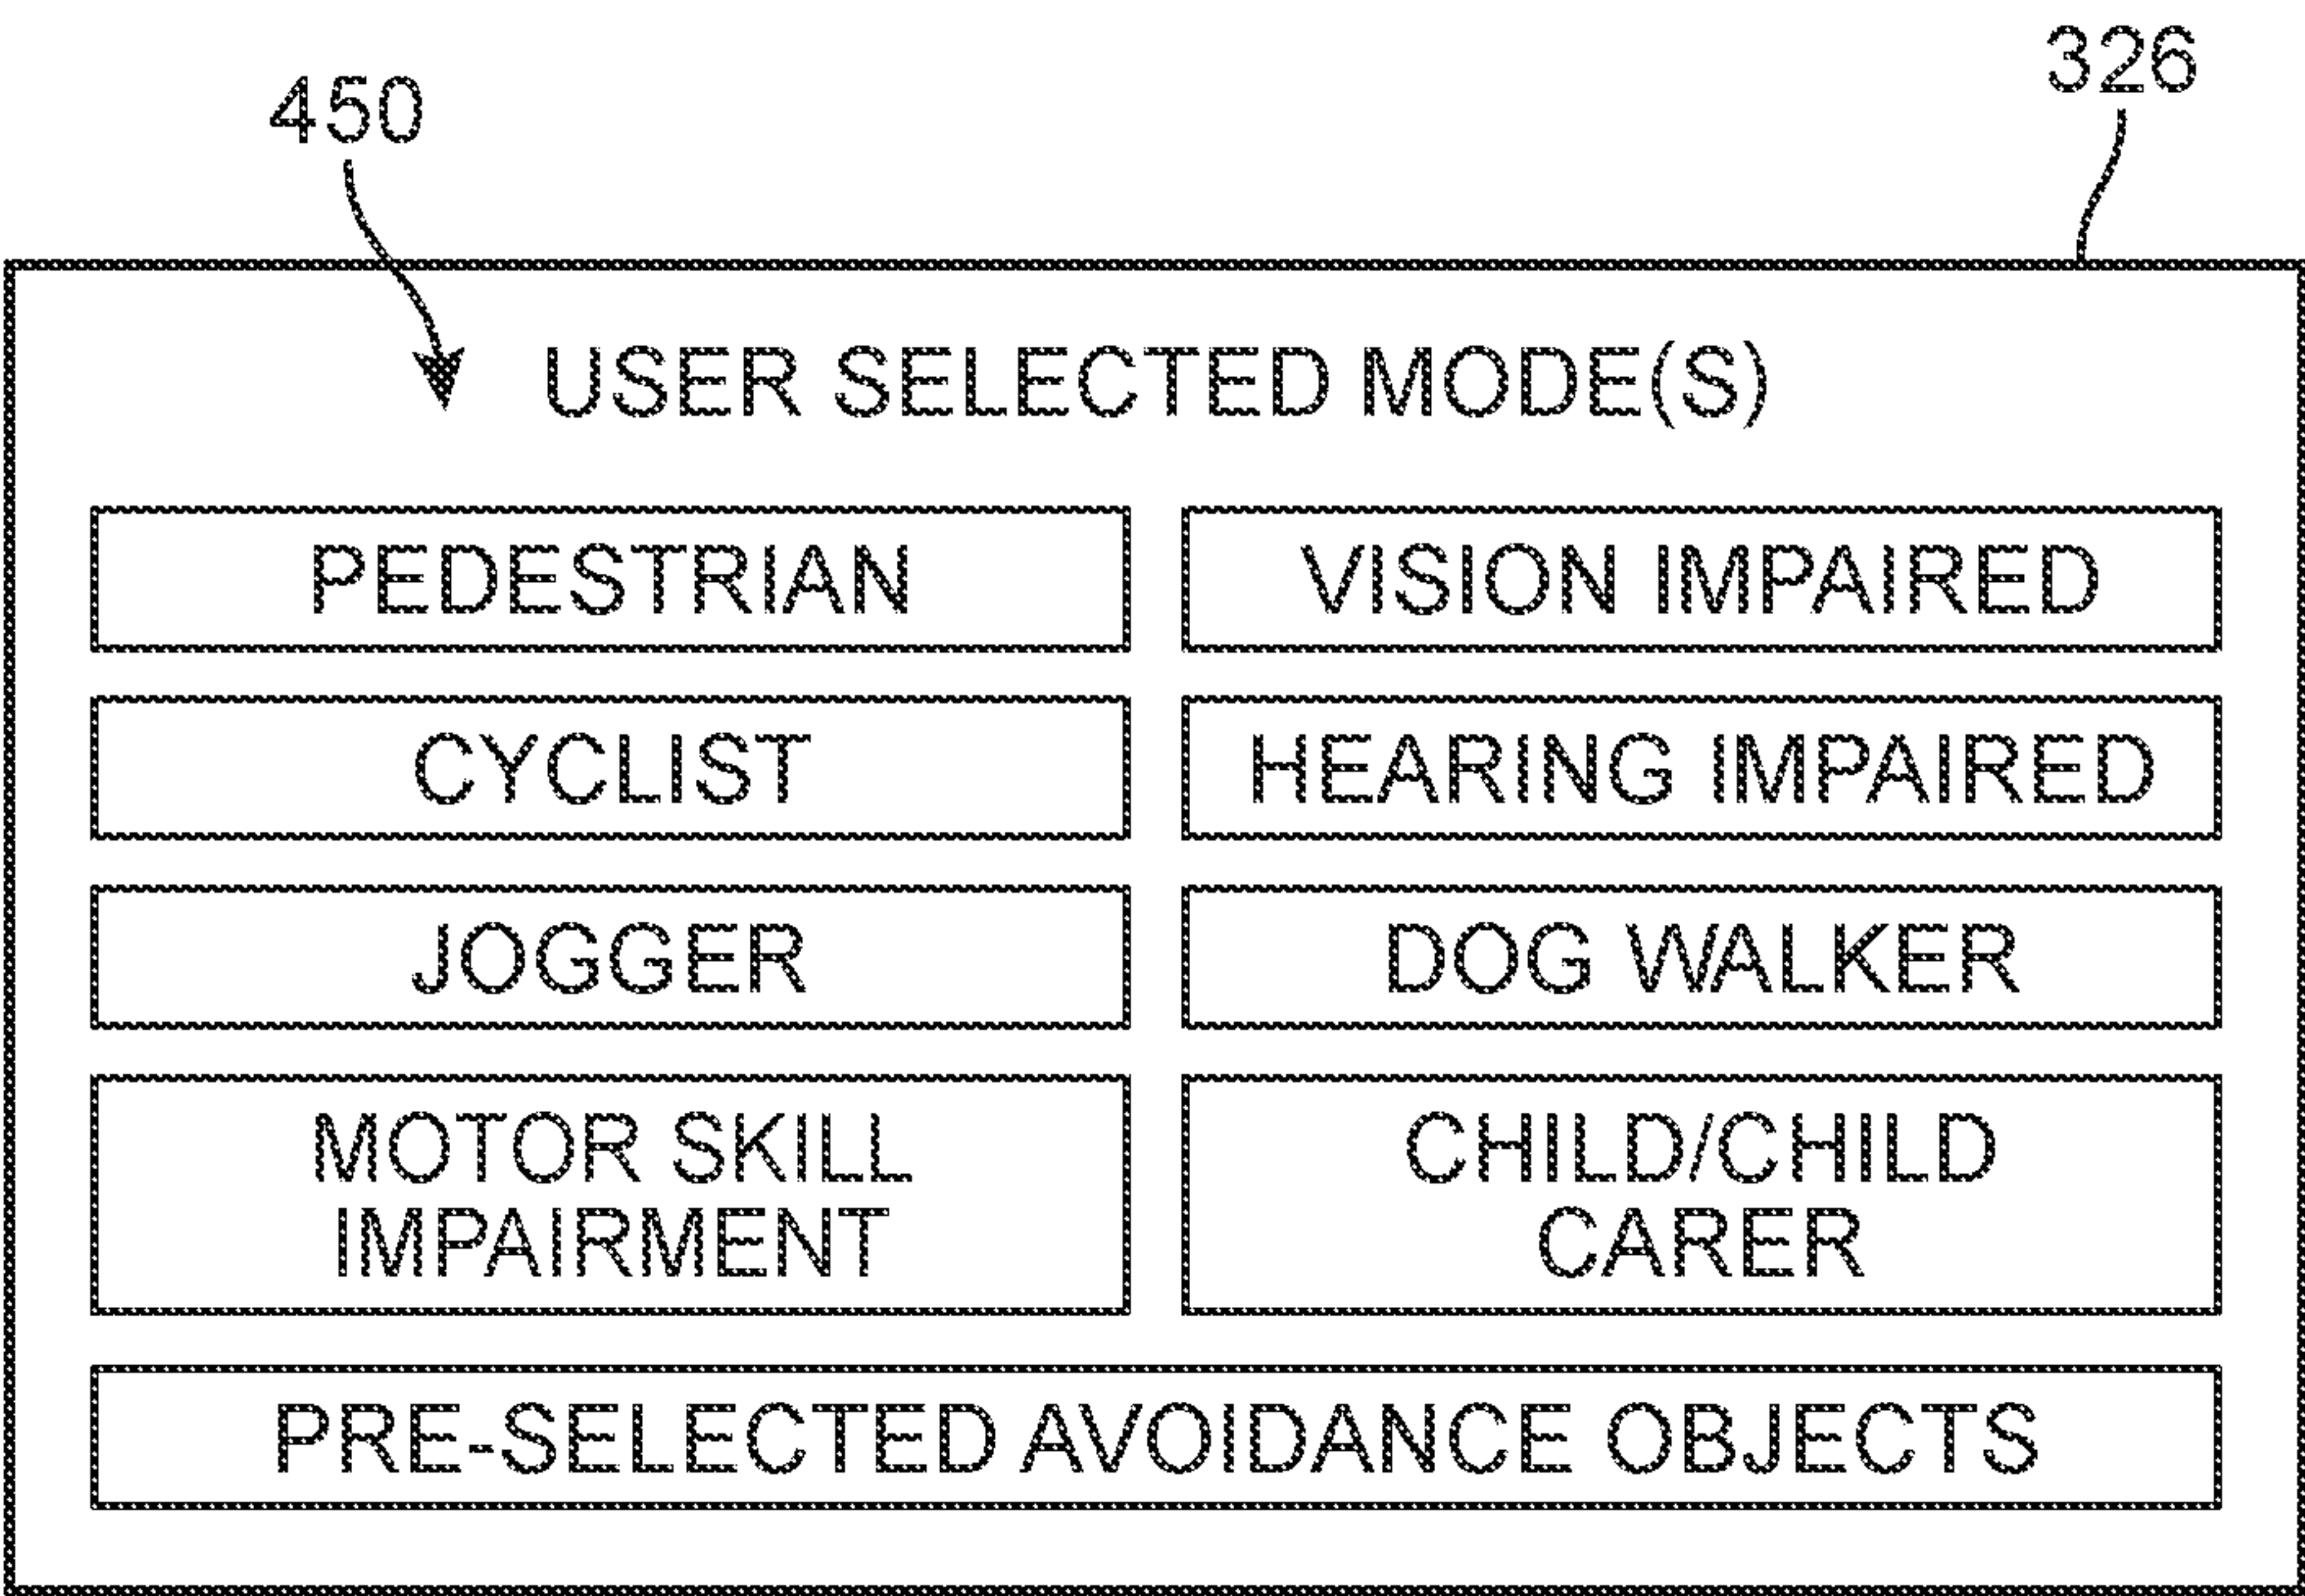 326
450
USER SELECTED MODE(S)
PEDESTRIAN
VISION IMPAIRED
CYCLIST
HEARING IMPAIRED
JOGGER
DOG WALKER
MOTOR SKILL
IMPAIRMENT
CHILD/CHILD
CARER
PRE-SELECTED AVOIDANCE OBJECTS